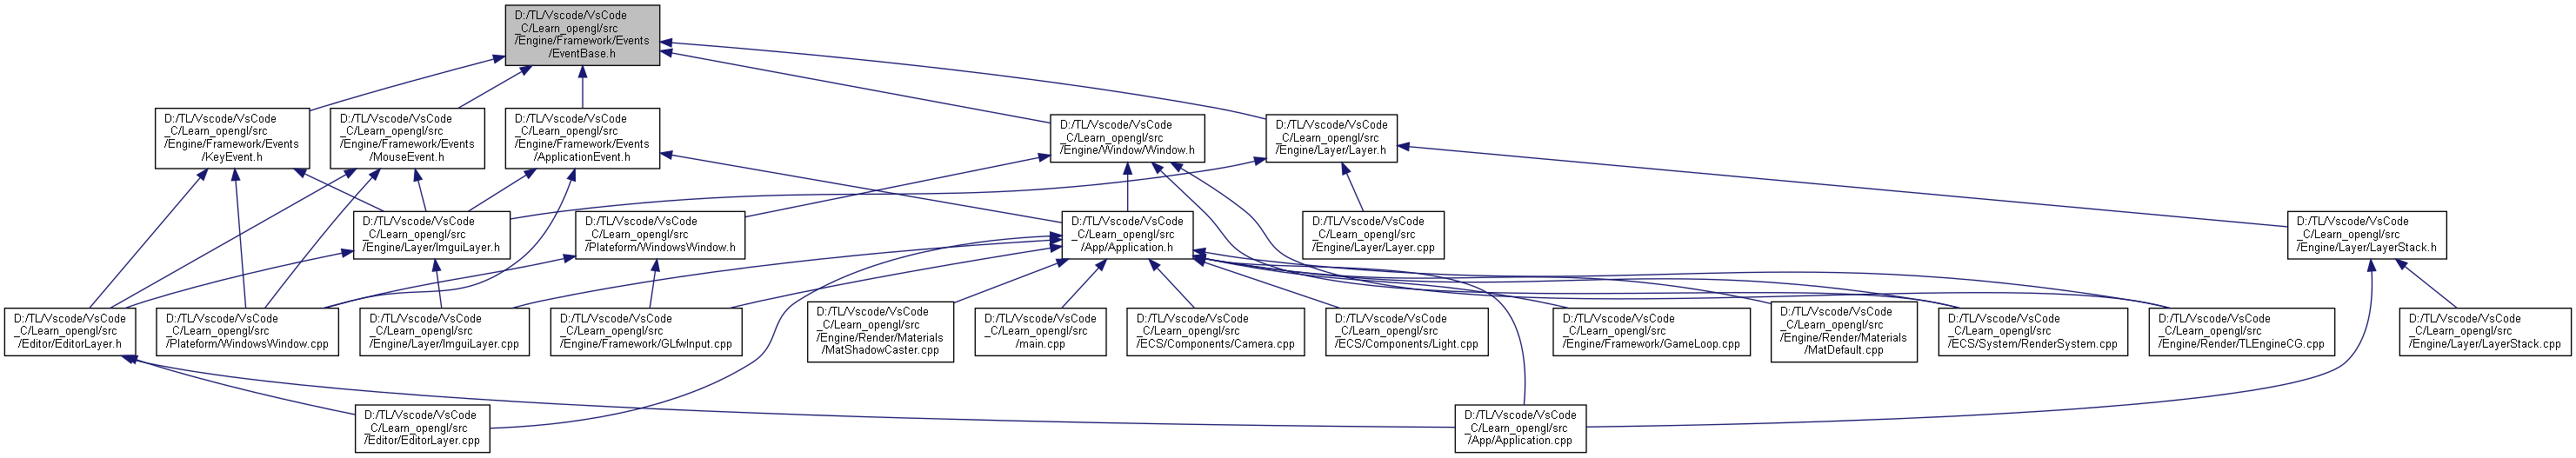 D:/TL/Vscode/VsCode
_C/Learn_opengl/src
/Engine/Framework/Events
/EventBase.h
D:/TL/Vscode/VsCode
_C/Learn_opengl/src
/Engine/Framework/Events
/KeyEvent.h
D:/TL/Vscode/VsCode
_C/Learn_opengl/src
/Engine/Framework/Events
/MouseEvent.h
D:/TL/Vscode/VsCode
_C/Learn_opengl/src
/Engine/Framework/Events
/ApplicationEvent.h
D:/TL/Vscode/VsCode
_C/Learn_opengl/src
/Engine/Window/Window.h
D:/TL/Vscode/VsCode
_C/Learn_opengl/src
/Engine/Layer/Layer.h
D:/TL/Vscode/VsCode
_C/Learn_opengl/src
/Engine/Layer/ImguiLayer.h
D:/TL/Vscode/VsCode
_C/Learn_opengl/src
/Plateform/WindowsWindow.h
D:/TL/Vscode/VsCode
_C/Learn_opengl/src
/App/Application.h
D:/TL/Vscode/VsCode
_C/Learn_opengl/src
/Engine/Layer/Layer.cpp
D:/TL/Vscode/VsCode
_C/Learn_opengl/src
/Engine/Layer/LayerStack.h
D:/TL/Vscode/VsCode
_C/Learn_opengl/src
/Editor/EditorLayer.h
D:/TL/Vscode/VsCode
_C/Learn_opengl/src
/Plateform/WindowsWindow.cpp
D:/TL/Vscode/VsCode
_C/Learn_opengl/src
/Engine/Layer/ImguiLayer.cpp
D:/TL/Vscode/VsCode
_C/Learn_opengl/src
/Engine/Framework/GLfwInput.cpp
D:/TL/Vscode/VsCode
_C/Learn_opengl/src
/Engine/Render/Materials
/MatShadowCaster.cpp
D:/TL/Vscode/VsCode
_C/Learn_opengl/src
/main.cpp
D:/TL/Vscode/VsCode
_C/Learn_opengl/src
/ECS/Components/Camera.cpp
D:/TL/Vscode/VsCode
_C/Learn_opengl/src
/ECS/Components/Light.cpp
D:/TL/Vscode/VsCode
_C/Learn_opengl/src
/Engine/Framework/GameLoop.cpp
D:/TL/Vscode/VsCode
_C/Learn_opengl/src
/Engine/Render/Materials
/MatDefault.cpp
D:/TL/Vscode/VsCode
_C/Learn_opengl/src
/ECS/System/RenderSystem.cpp
D:/TL/Vscode/VsCode
_C/Learn_opengl/src
/Engine/Render/TLEngineCG.cpp
D:/TL/Vscode/VsCode
_C/Learn_opengl/src
/Engine/Layer/LayerStack.cpp
D:/TL/Vscode/VsCode
_C/Learn_opengl/src
/Editor/EditorLayer.cpp
D:/TL/Vscode/VsCode
_C/Learn_opengl/src
/App/Application.cpp